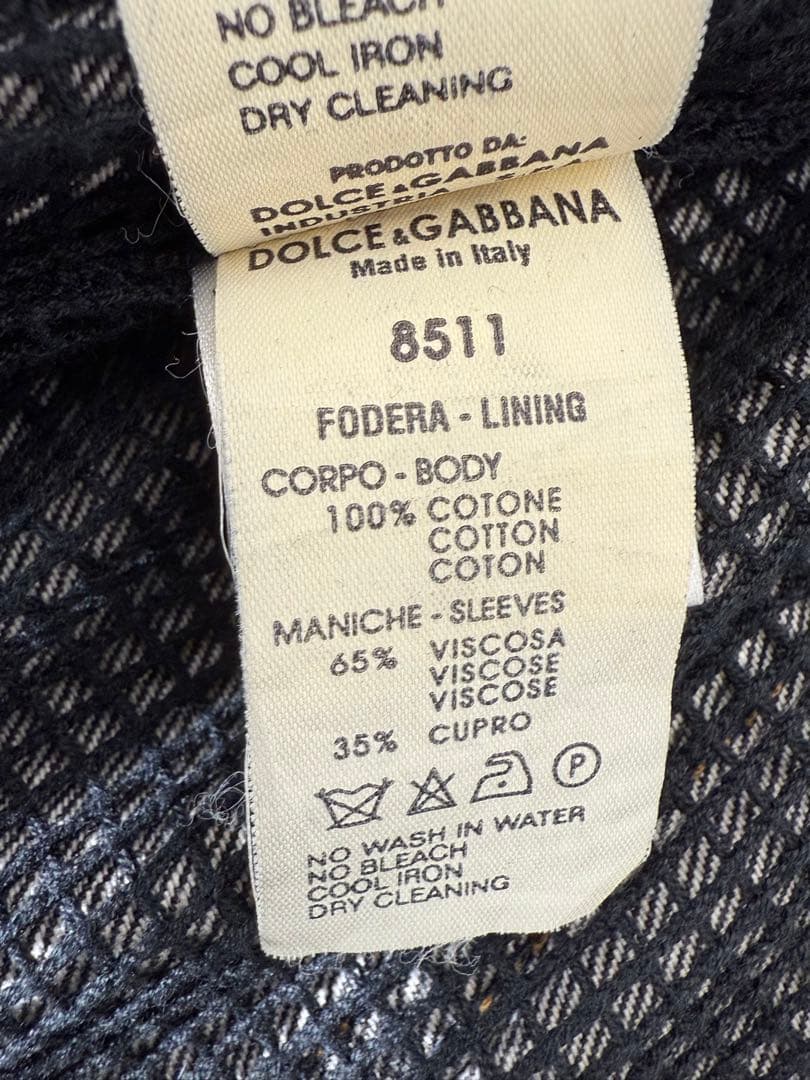 NO BLEACH
COOL IRON
DRY CLEANING
PRODOTTO DA:
DOLCE & GABBANA
INDUSTRIA S.P.A.
DOLCE & GABBANA
Made in Italy
8511
FODERA - LINING
CORPO - BODY
100% COTONE
COTTON
COTON
MANICHE - SLEEVES
65% VISCOSA
VISCOSE
VISCOSE
35% CUPRO
P
NO WASH IN WATER
NO BLEACH
COOL IRON
DRY CLEANING